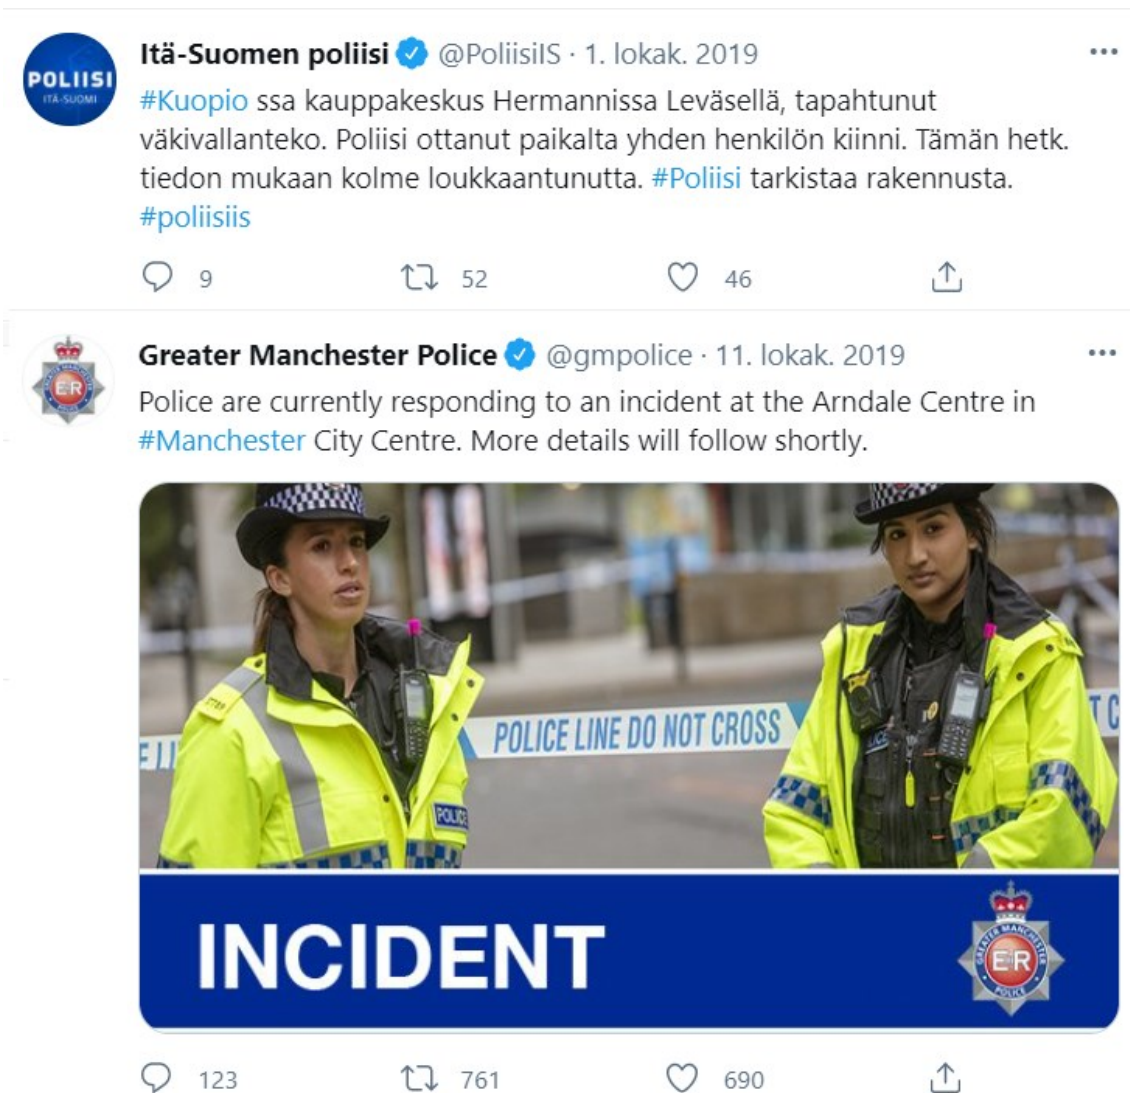 POLIISI
ITÄ-SUOMI
Itä-Suomen poliisi @PoliisiIS · 1. lokak. 2019
#Kuopio ssa kauppakeskus Hermannissa Leväsellä, tapahtunut
väkivallanteko. Poliisi ottanut paikalta yhden henkilön kiinni. Tämän hetk.
tiedon mukaan kolme loukkaantunutta. #Poliisi tarkistaa rakennusta.
#poliisiis
9 52 46
Greater Manchester Police @gmpolice · 11. lokak. 2019
Police are currently responding to an incident at the Arndale Centre in
#Manchester City Centre. More details will follow shortly.
POLICE LINE DO NOT CROSS
POLICE
INCIDENT
GREATER MANCHESTER
E R
POLICE
123 761 690